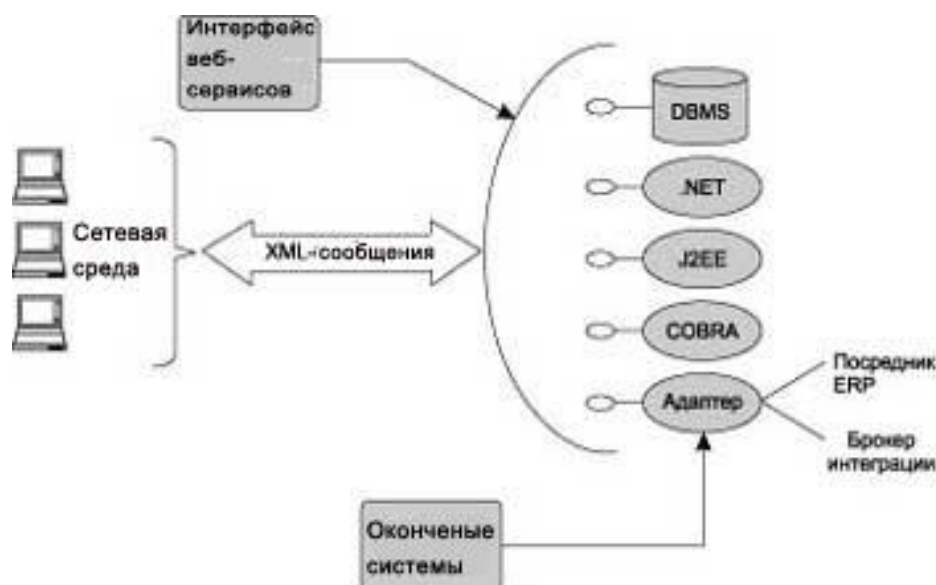 Интерфейс
веб-
сервисов
DBMS
.NET
Сетевая
среда
XML-сообщения
J2EE
COBRA
Адаптер
Посредник
ERP
Брокер
интеграции
Оконченые
системы